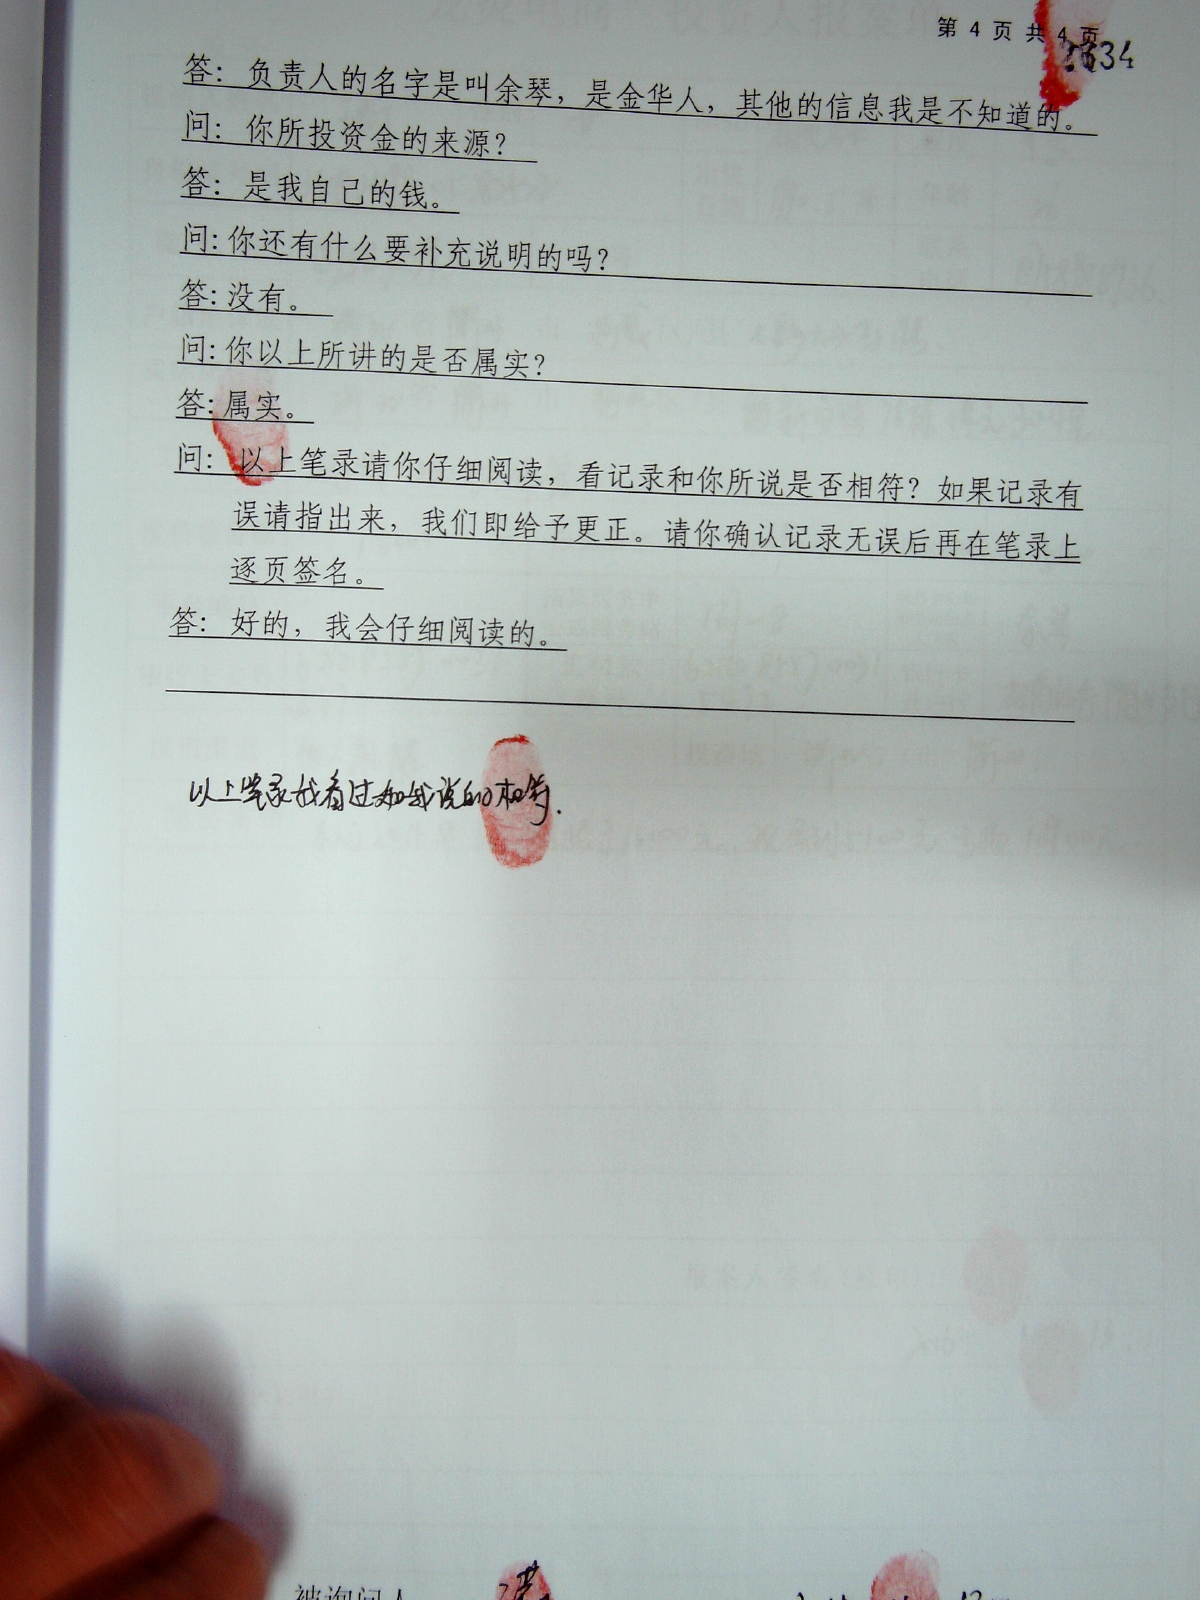 第 4 页 共 4 页
答：负责人的名字是叫余琴，是金华人，其他的信息我是不知道的。
问：你所投资金的来源？
答：是我自己的钱。
问：你还有什么要补充说明的吗？
答：没有。
问：你以上所讲的是否属实？
答：属实。
问：以上笔录请你仔细阅读，看记录和你所说是否相符？如果记录有
误请指出来，我们即给予更正。请你确认记录无误后再在笔录上
逐页签名。
答：好的，我会仔细阅读的。
以上笔录我看过和我说的相符.
被询问人